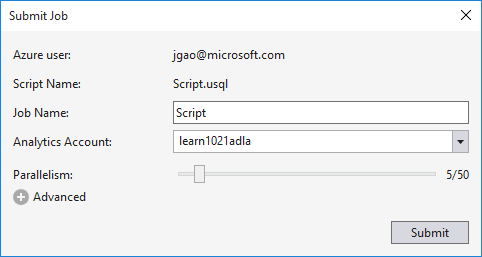 Submit Job
Azure user: jgao@microsoft.com
Script Name: Script.usql
Job Name: Script
Analytics Account: learn1021adla
Parallelism: 5/50
Advanced
Submit